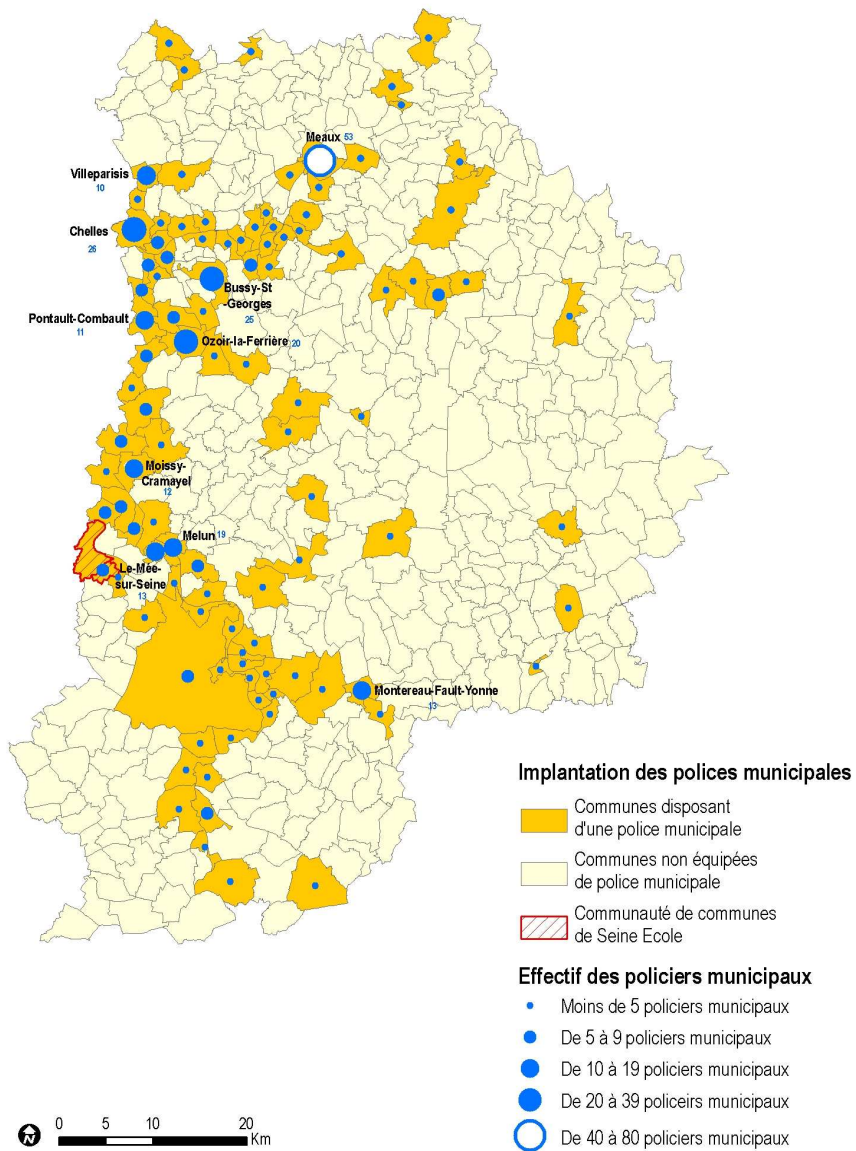 Meaux 53
Villeparisis
10
Chelles
26
Bussy-St
-Georges
25
Pontault-Combault
11
Ozoir-la-Ferrière 20
Moissy-
Cramayel
12
Melun 19
Le-Mée-
sur-Seine
13
Montereau-Fault-Yonne
13
Implantation des polices municipales
Communes disposant
d'une police municipale
Communes non équipées
de police municipale
Communauté de communes
de Seine Ecole
Effectif des policiers municipaux
Moins de 5 policiers municipaux
De 5 à 9 policiers municipaux
De 10 à 19 policiers municipaux
De 20 à 39 policeirs municipaux
De 40 à 80 policiers municipaux
N 0 5 10 20
Km